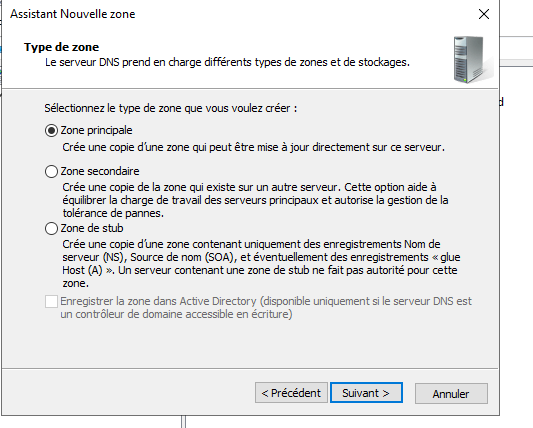 Assistant Nouvelle zone
Type de zone
Le serveur DNS prend en charge différents types de zones et de stockages.
Sélectionnez le type de zone que vous voulez créer :
Zone principale
Crée une copie d'une zone qui peut être mise à jour directement sur ce serveur.
Zone secondaire
Crée une copie de la zone qui existe sur un autre serveur. Cette option aide à
équilibrer la charge de travail des serveurs principaux et autorise la gestion de la
tolérance de pannes.
Zone de stub
Crée une copie d'une zone contenant uniquement des enregistrements Nom de
serveur (NS), Source de nom (SOA), et éventuellement des enregistrements « glue
Host (A) ». Un serveur contenant une zone de stub ne fait pas autorité pour cette
zone.
Enregistrer la zone dans Active Directory (disponible uniquement si le serveur DNS est
un contrôleur de domaine accessible en écriture)
< Précédent
Suivant >
Annuler